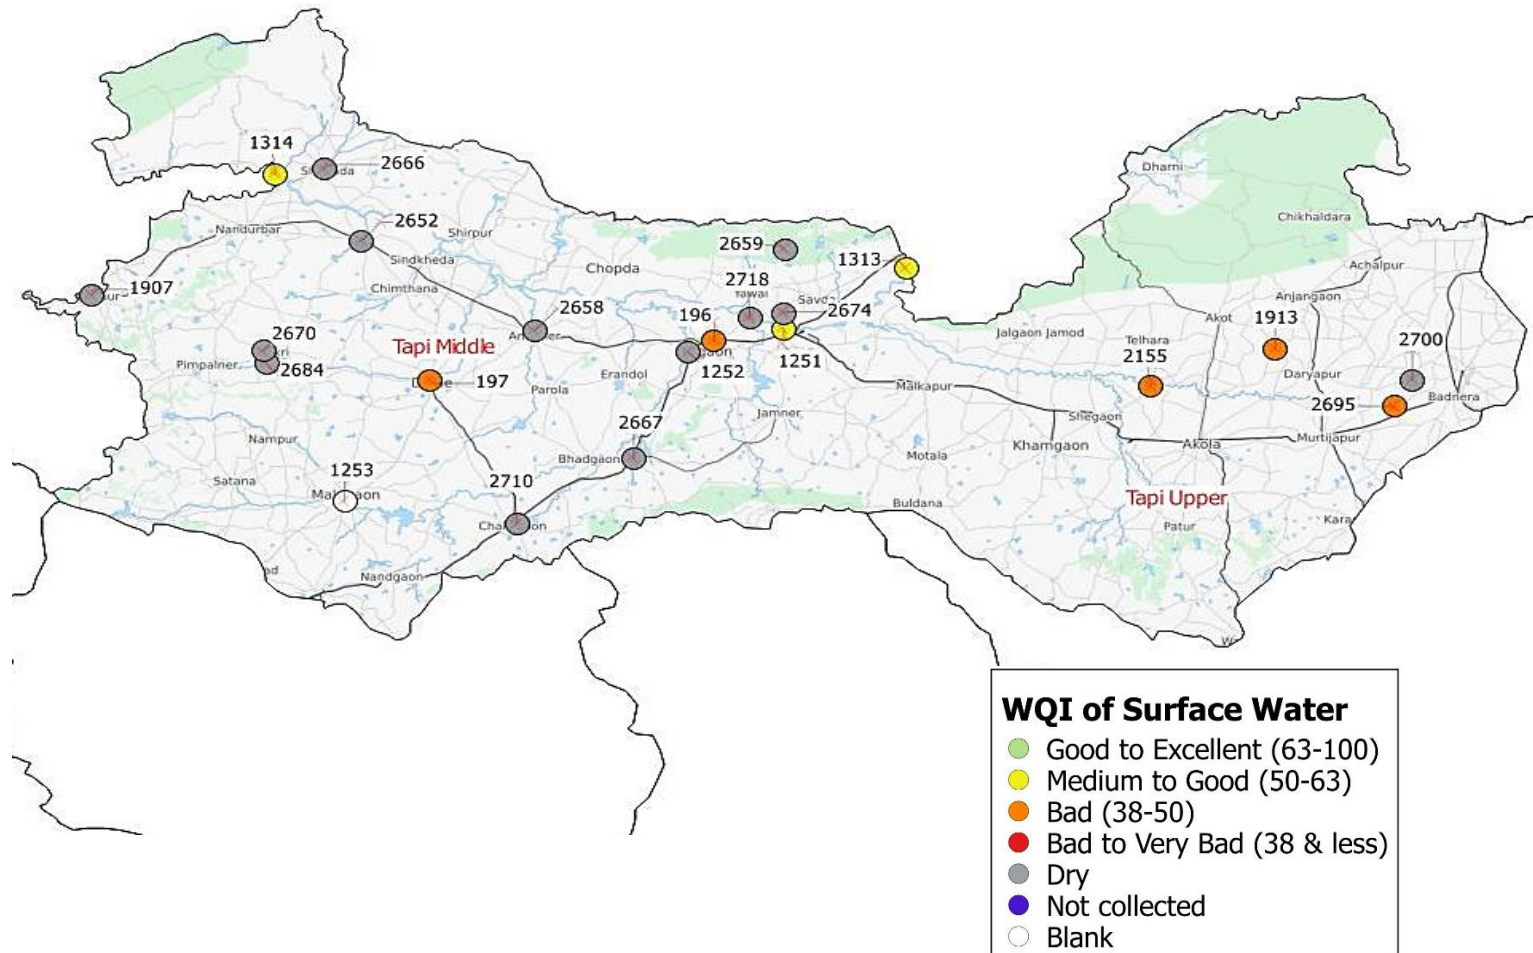 1314
2666
Dharni
2652
Chikhaldara
Nandurbar
Shirpur
2659
1313
Sindkheda
Chopda
Achalpur
1907
Chimthana
2718
Anjangaon
2658
196
2674
Akot
1913
2670
Tapi Middle
Jalgaon Jamod
Telhara
2155
2700
Pimpalner
2684
1252
1251
Erandol
Daryapur
197
Parola
Malkapur
2695
Badnera
Jamner
Shegaon
2667
Nampur
Khamgaon
Akola
Murtijapur
Bhadgaon
Motala
1253
Satana
2710
Buldana
Tapi Upper
Patur
Nandgaon
WQI of Surface Water
Good to Excellent (63-100)
Medium to Good (50-63)
Bad (38-50)
Bad to Very Bad (38 & less)
Dry
Not collected
Blank